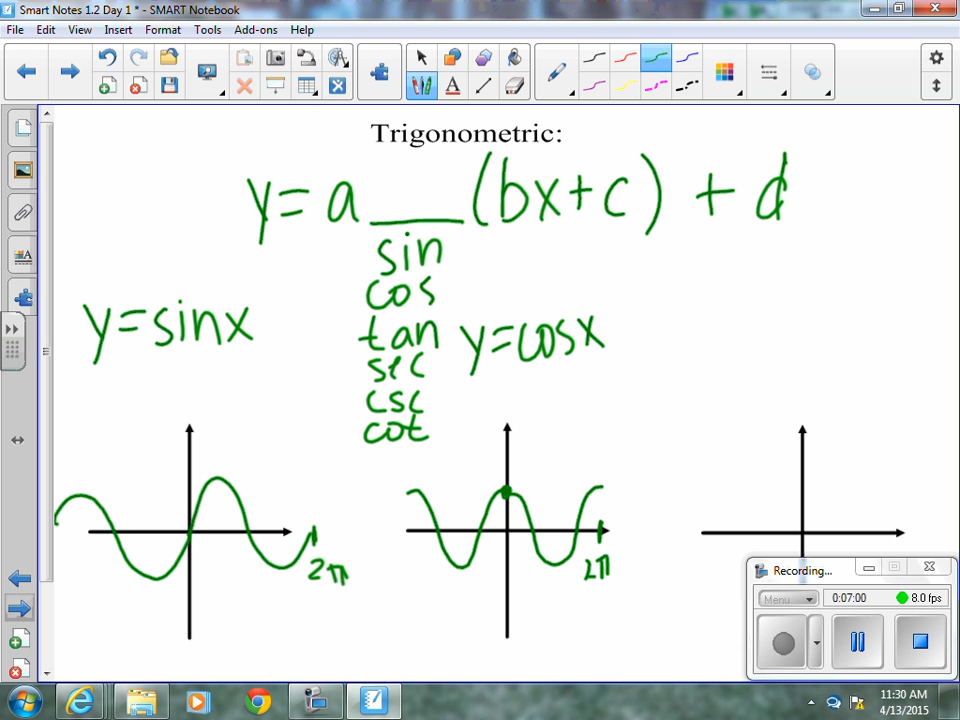 Smart Notes 1.2 Day 1 * - SMART Notebook
File Edit View Insert Format Tools Add-ons Help
Trigonometric:
y = a ___ (bx+c) + d
sin
cos
y=sinx
tan
y=cosx
sec
csc
cot
2π
2π
Recording...
Menu
0:07:00
8.0 fps
11:30 AM
4/13/2015